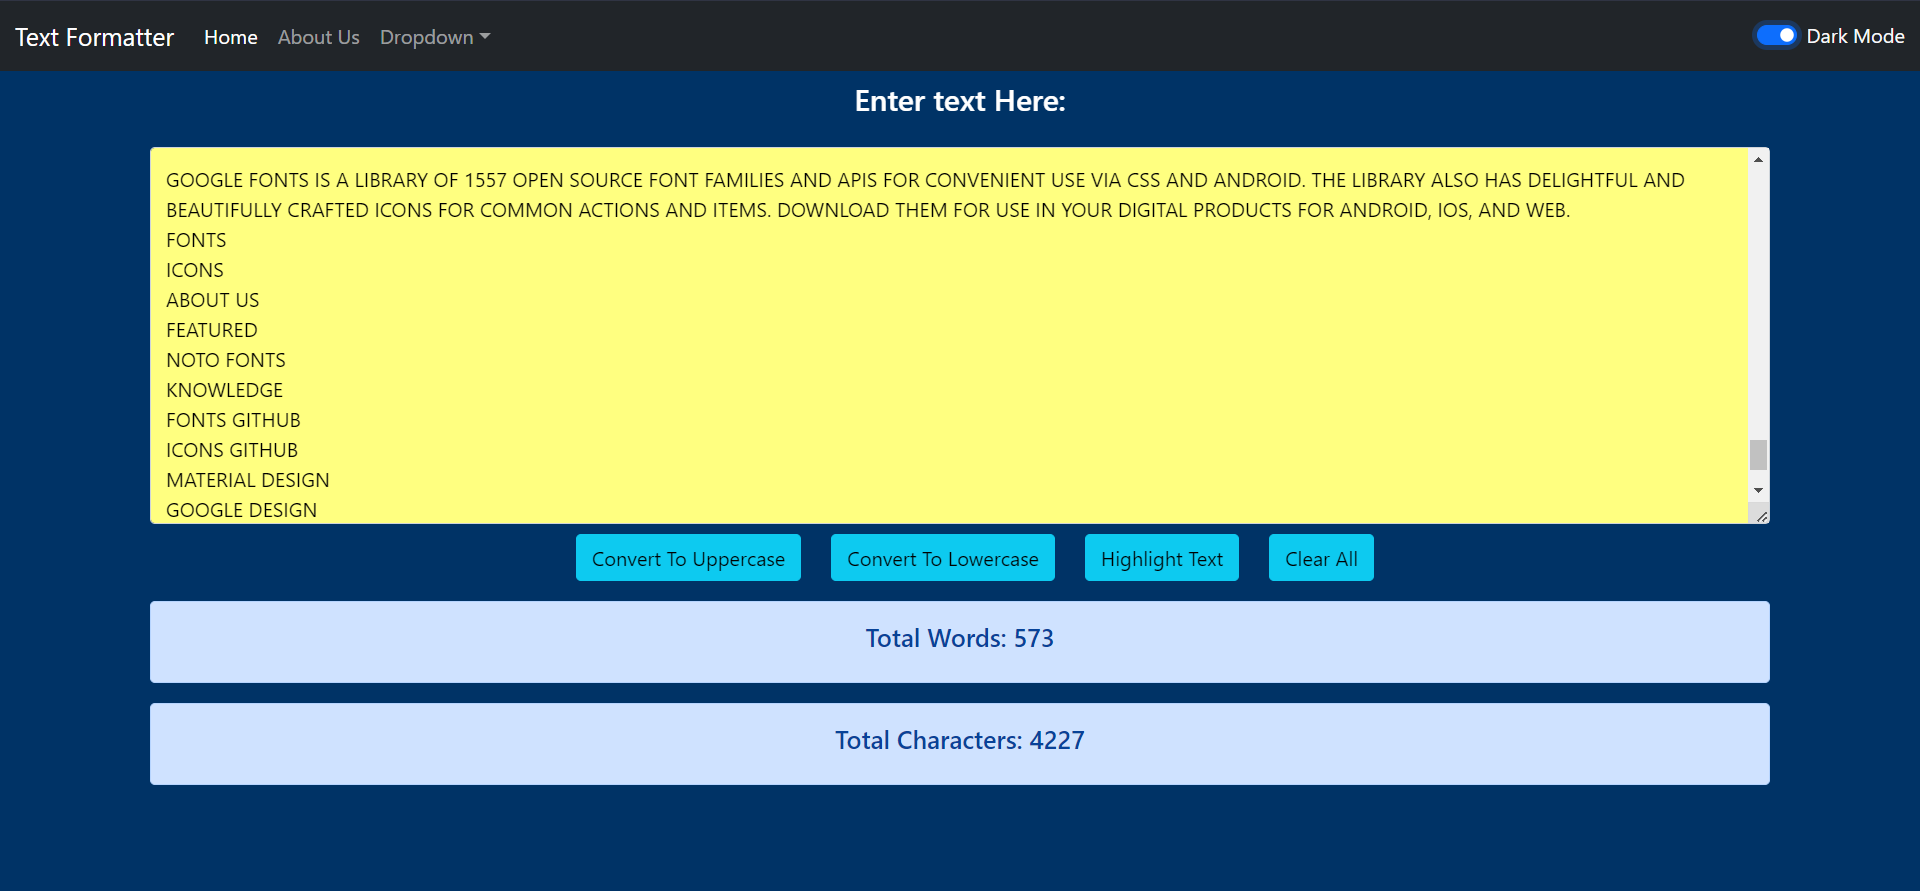 Text Formatter Home About Us Dropdown Dark Mode
Enter text Here:
GOOGLE FONTS IS A LIBRARY OF 1557 OPEN SOURCE FONT FAMILIES AND APIS FOR CONVENIENT USE VIA CSS AND ANDROID. THE LIBRARY ALSO HAS DELIGHTFUL AND
BEAUTIFULLY CRAFTED ICONS FOR COMMON ACTIONS AND ITEMS. DOWNLOAD THEM FOR USE IN YOUR DIGITAL PRODUCTS FOR ANDROID, IOS, AND WEB.
FONTS
ICONS
ABOUT US
FEATURED
NOTO FONTS
KNOWLEDGE
FONTS GITHUB
ICONS GITHUB
MATERIAL DESIGN
GOOGLE DESIGN
Convert To Uppercase Convert To Lowercase Highlight Text Clear All
Total Words: 573
Total Characters: 4227